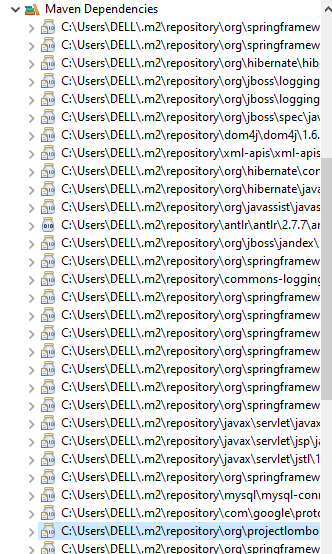 Maven Dependencies
C:\Users\DELL\.m2\repository\org\springframew
C:\Users\DELL\.m2\repository\org\springframew
C:\Users\DELL\.m2\repository\org\hibernate\hib
C:\Users\DELL\.m2\repository\org\jboss\logging
C:\Users\DELL\.m2\repository\org\jboss\logging
C:\Users\DELL\.m2\repository\org\jboss\spec\jav
C:\Users\DELL\.m2\repository\dom4j\dom4j\1.6.
C:\Users\DELL\.m2\repository\xml-apis\xml-apis
C:\Users\DELL\.m2\repository\org\hibernate\con
C:\Users\DELL\.m2\repository\org\hibernate\java
C:\Users\DELL\.m2\repository\org\javassist\javas
C:\Users\DELL\.m2\repository\antlr\antlr\2.7.7\an
C:\Users\DELL\.m2\repository\org\jboss\jandex\
C:\Users\DELL\.m2\repository\org\springframew
C:\Users\DELL\.m2\repository\commons-logging
C:\Users\DELL\.m2\repository\org\springframew
C:\Users\DELL\.m2\repository\org\springframew
C:\Users\DELL\.m2\repository\org\springframew
C:\Users\DELL\.m2\repository\org\springframew
C:\Users\DELL\.m2\repository\org\springframew
C:\Users\DELL\.m2\repository\org\springframew
C:\Users\DELL\.m2\repository\javax\servlet\javax
C:\Users\DELL\.m2\repository\javax\servlet\jsp\ja
C:\Users\DELL\.m2\repository\javax\servlet\jstl\1
C:\Users\DELL\.m2\repository\org\springframew
C:\Users\DELL\.m2\repository\mysql\mysql-conn
C:\Users\DELL\.m2\repository\com\google\proto
C:\Users\DELL\.m2\repository\org\projectlombo
C:\Users\DELL\.m2\repository\org\springframew